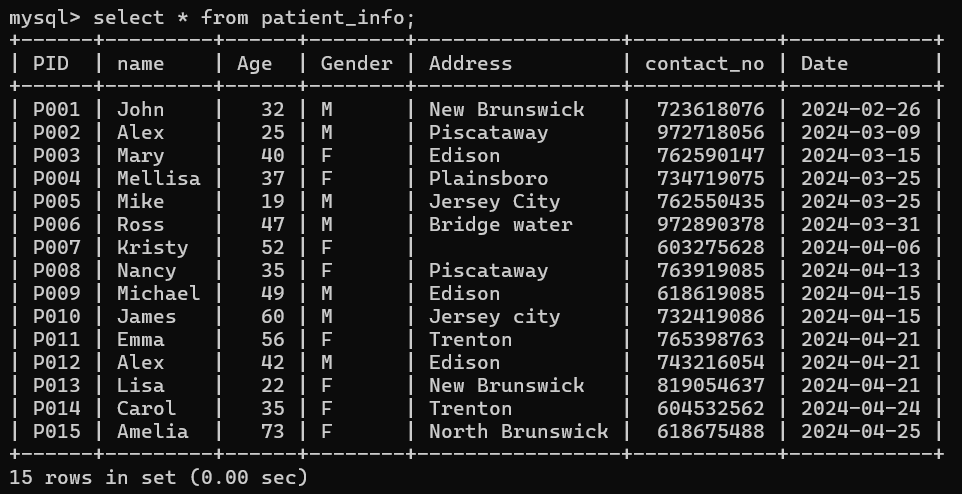 mysql> select * from patient_info;
+------+---------+------+--------+-----------------+------------+------------+
| PID  | name    | Age  | Gender | Address         | contact_no | Date       |
+------+---------+------+--------+-----------------+------------+------------+
| P001 | John    |   32 | M      | New Brunswick   |  723618076 | 2024-02-26 |
| P002 | Alex    |   25 | M      | Piscataway      |  972718056 | 2024-03-09 |
| P003 | Mary    |   40 | F      | Edison          |  762590147 | 2024-03-15 |
| P004 | Mellisa |   37 | F      | Plainsboro      |  734719075 | 2024-03-25 |
| P005 | Mike    |   19 | M      | Jersey City     |  762550435 | 2024-03-25 |
| P006 | Ross    |   47 | M      | Bridge water    |  972890378 | 2024-03-31 |
| P007 | Kristy  |   52 | F      |                 |  603275628 | 2024-04-06 |
| P008 | Nancy   |   35 | F      | Piscataway      |  763919085 | 2024-04-13 |
| P009 | Michael |   49 | M      | Edison          |  618619085 | 2024-04-15 |
| P010 | James   |   60 | M      | Jersey city     |  732419086 | 2024-04-15 |
| P011 | Emma    |   56 | F      | Trenton         |  765398763 | 2024-04-21 |
| P012 | Alex    |   42 | M      | Edison          |  743216054 | 2024-04-21 |
| P013 | Lisa    |   22 | F      | New Brunswick   |  819054637 | 2024-04-21 |
| P014 | Carol   |   35 | F      | Trenton         |  604532562 | 2024-04-24 |
| P015 | Amelia  |   73 | F      | North Brunswick |  618675488 | 2024-04-25 |
+------+---------+------+--------+-----------------+------------+------------+
15 rows in set (0.00 sec)